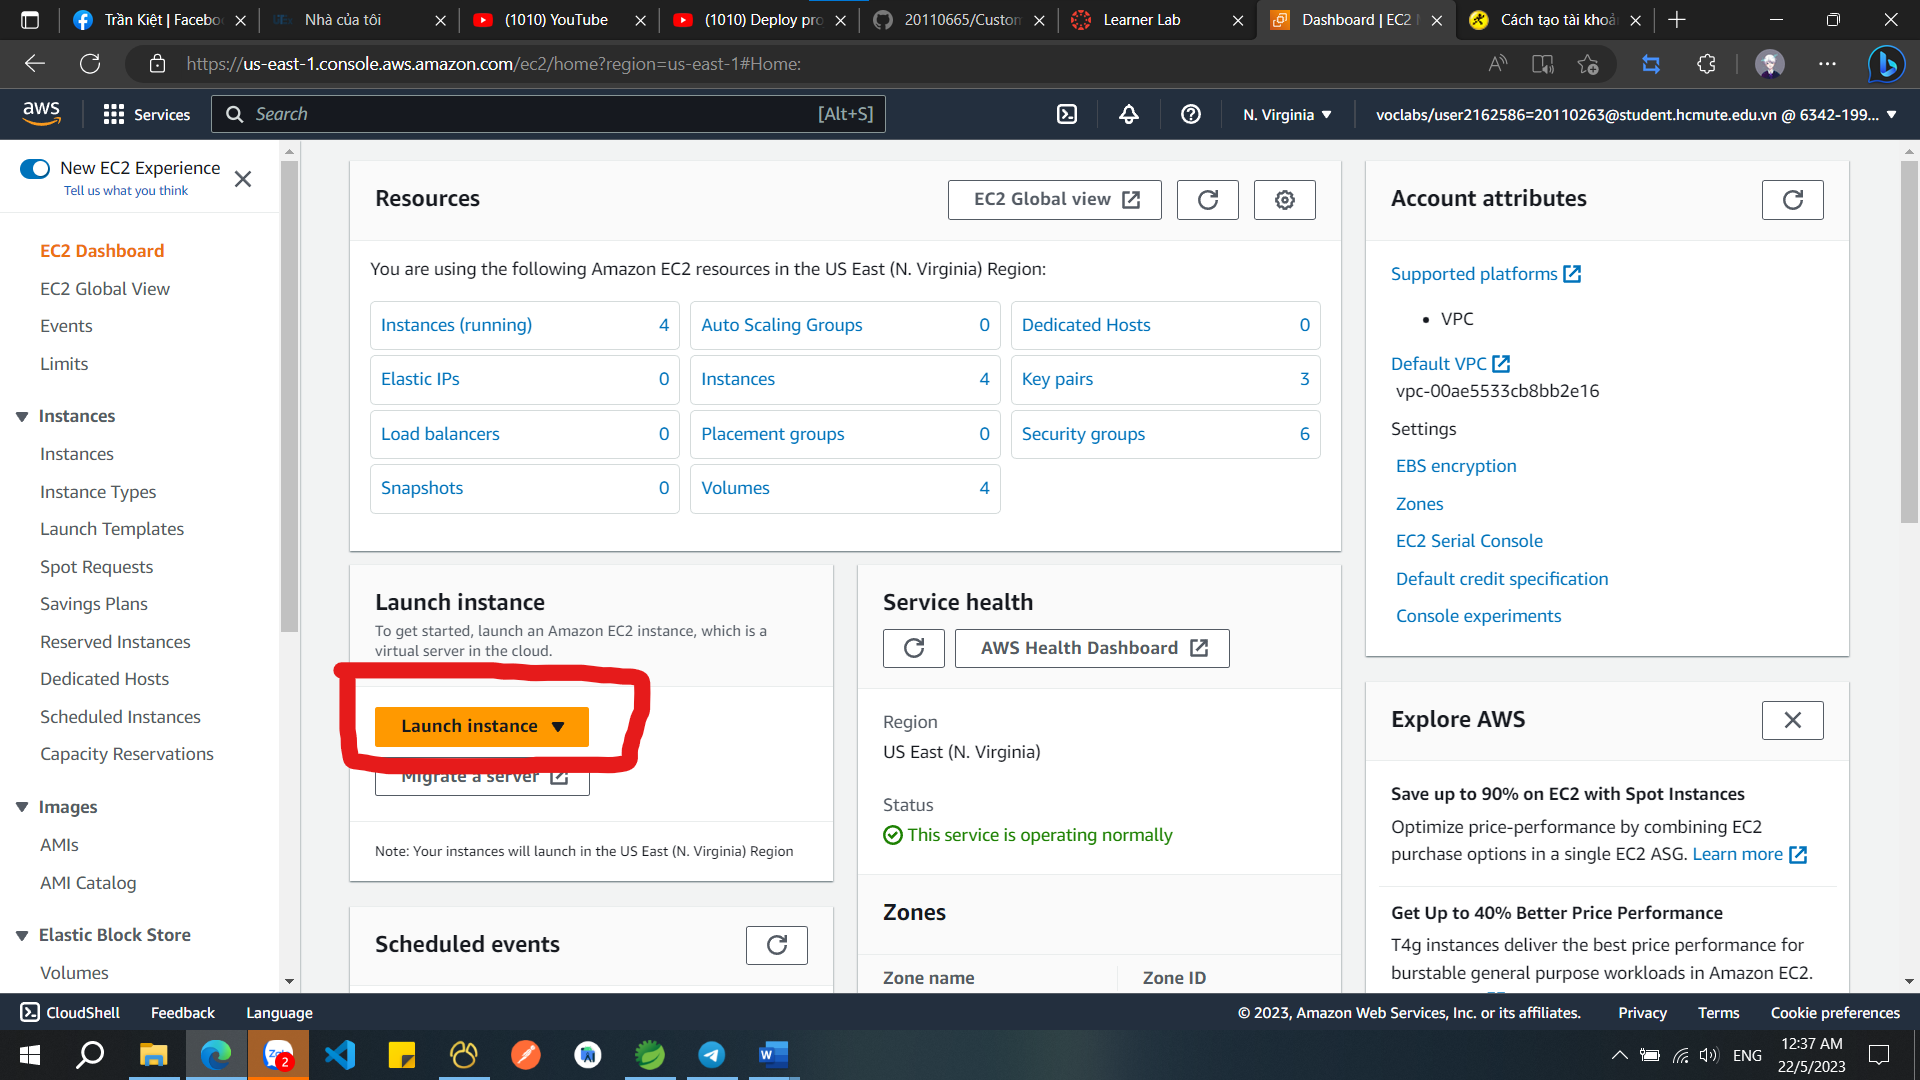 Trần Kiệt | Facebo
Nhà của tôi
(1010) YouTube
(1010) Deploy pro
20110665/Custom
Learner Lab
Dashboard | EC2 M
Cách tạo tài khoả
https://us-east-1.console.aws.amazon.com/ec2/home?region=us-east-1#Home:
aws
Services
Search
[Alt+S]
N. Virginia
voclabs/user2162586=20110263@student.hcmute.edu.vn @ 6342-199...
New EC2 Experience
Tell us what you think
EC2 Dashboard
EC2 Global View
Events
Limits
Instances
Instances
Instance Types
Launch Templates
Spot Requests
Savings Plans
Reserved Instances
Dedicated Hosts
Scheduled Instances
Capacity Reservations
Images
AMIs
AMI Catalog
Elastic Block Store
Volumes
Resources
EC2 Global view
You are using the following Amazon EC2 resources in the US East (N. Virginia) Region:
Instances (running) 4
Auto Scaling Groups 0
Dedicated Hosts 0
Elastic IPs 0
Instances 4
Key pairs 3
Load balancers 0
Placement groups 0
Security groups 6
Snapshots 0
Volumes 4
Launch instance
To get started, launch an Amazon EC2 instance, which is a
virtual server in the cloud.
Launch instance
Migrate a server
Note: Your instances will launch in the US East (N. Virginia) Region
Scheduled events
Service health
AWS Health Dashboard
Region
US East (N. Virginia)
Status
This service is operating normally
Zones
Zone name
Zone ID
Account attributes
Supported platforms
VPC
Default VPC
vpc-00ae5533cb8bb2e16
Settings
EBS encryption
Zones
EC2 Serial Console
Default credit specification
Console experiments
Explore AWS
Save up to 90% on EC2 with Spot Instances
Optimize price-performance by combining EC2
purchase options in a single EC2 ASG. Learn more
Get Up to 40% Better Price Performance
T4g instances deliver the best price performance for
burstable general purpose workloads in Amazon EC2.
CloudShell
Feedback
Language
© 2023, Amazon Web Services, Inc. or its affiliates.
Privacy
Terms
Cookie preferences
2
ENG
12:37 AM
22/5/2023